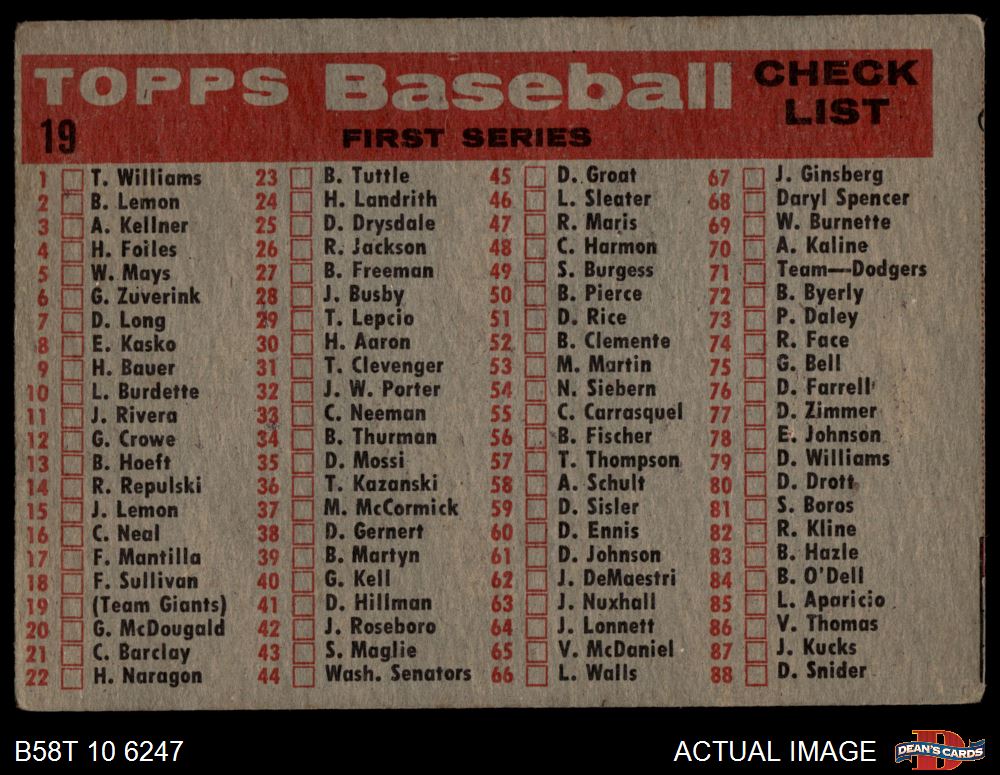 TOPPS Baseball CHECK LIST
19 FIRST SERIES
1 T. Williams
2 B. Lemon
3 A. Kellner
4 H. Foiles
5 W. Mays
6 G. Zuverink
7 D. Long
8 E. Kasko
9 H. Bauer
10 L. Burdette
11 J. Rivera
12 G. Crowe
13 B. Hoeft
14 R. Repulski
15 J. Lemon
16 C. Neal
17 F. Mantilla
18 F. Sullivan
19 (Team Giants)
20 G. McDougald
21 C. Barclay
22 H. Naragon
23 B. Tuttle
24 H. Landrith
25 D. Drysdale
26 R. Jackson
27 B. Freeman
28 J. Busby
29 T. Lepcio
30 H. Aaron
31 T. Clevenger
32 J. W. Porter
33 C. Neeman
34 B. Thurman
35 D. Mossi
36 T. Kazanski
37 M. McCormick
38 D. Gernert
39 B. Martyn
40 G. Kell
41 D. Hillman
42 J. Roseboro
43 S. Maglie
44 Wash. Senators
45 D. Groat
46 L. Sleater
47 R. Maris
48 C. Harmon
49 S. Burgess
50 B. Pierce
51 D. Rice
52 B. Clemente
53 M. Martin
54 N. Siebern
55 C. Carrasquel
56 B. Fischer
57 T. Thompson
58 A. Schult
59 D. Sisler
60 D. Ennis
61 D. Johnson
62 J. DeMaestri
63 J. Nuxhall
64 J. Lonnett
65 V. McDaniel
66 L. Walls
67 J. Ginsberg
68 Daryl Spencer
69 W. Burnette
70 A. Kaline
71 Team—Dodgers
72 B. Byerly
73 P. Daley
74 R. Face
75 G. Bell
76 D. Farrell
77 D. Zimmer
78 E. Johnson
79 D. Williams
80 D. Drott
81 S. Boros
82 R. Kline
83 B. Hazle
84 B. O'Dell
85 L. Aparicio
86 V. Thomas
87 J. Kucks
88 D. Snider
B58T 10 6247
ACTUAL IMAGE
D
DEAN'S CARDS